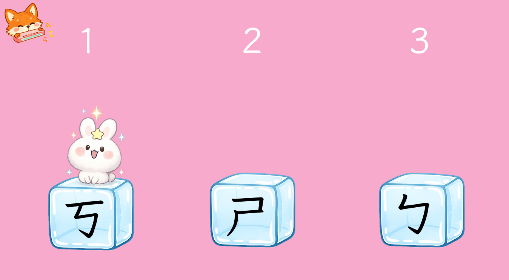 1 2 3
ㄎ ㄕ ㄅ